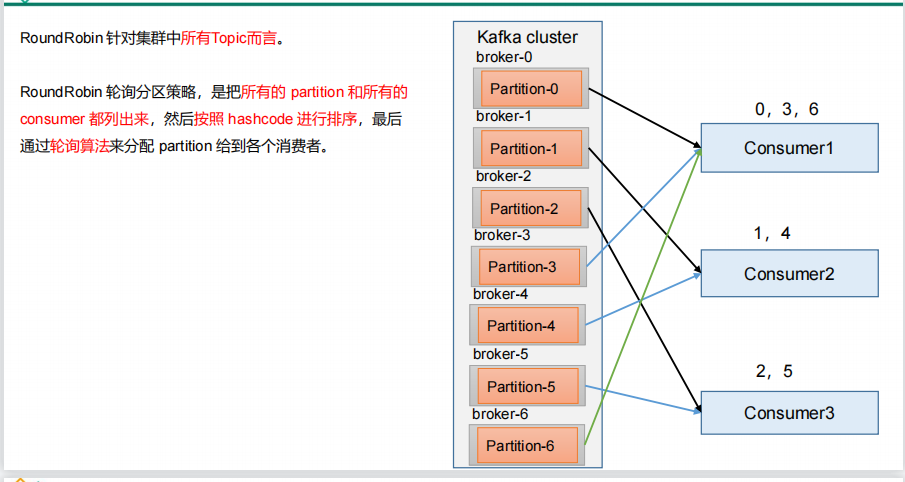 RoundRobin 针对集群中所有Topic而言。
RoundRobin 轮询分区策略，是把所有的 partition 和所有的
consumer 都列出来，然后按照 hashcode 进行排序，最后
通过轮询算法来分配 partition 给到各个消费者。
Kafka cluster
broker-0
Partition-0
broker-1
Partition-1
broker-2
Partition-2
broker-3
Partition-3
broker-4
Partition-4
broker-5
Partition-5
broker-6
Partition-6
0，3，6
Consumer1
1，4
Consumer2
2，5
Consumer3